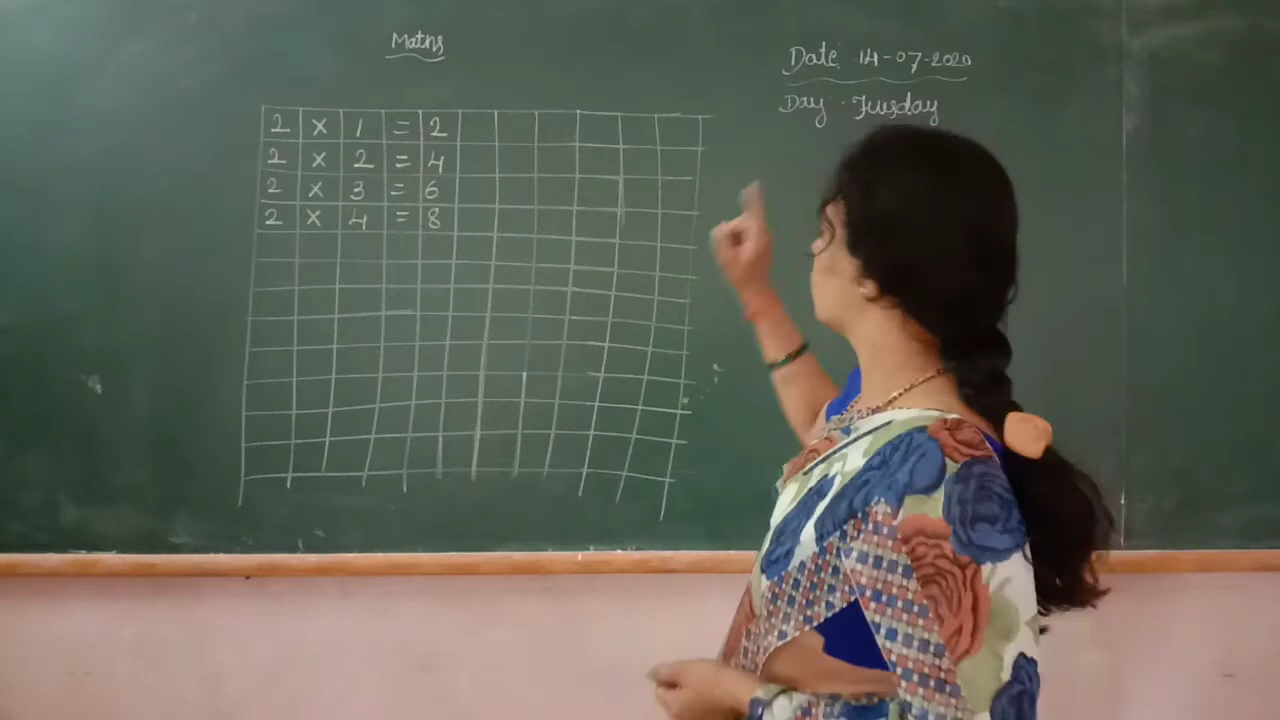 Maths
Date. 14-07-2020
Day. Tuesday
2 × 1 = 2
2 × 2 = 4
2 × 3 = 6
2 × 4 = 8